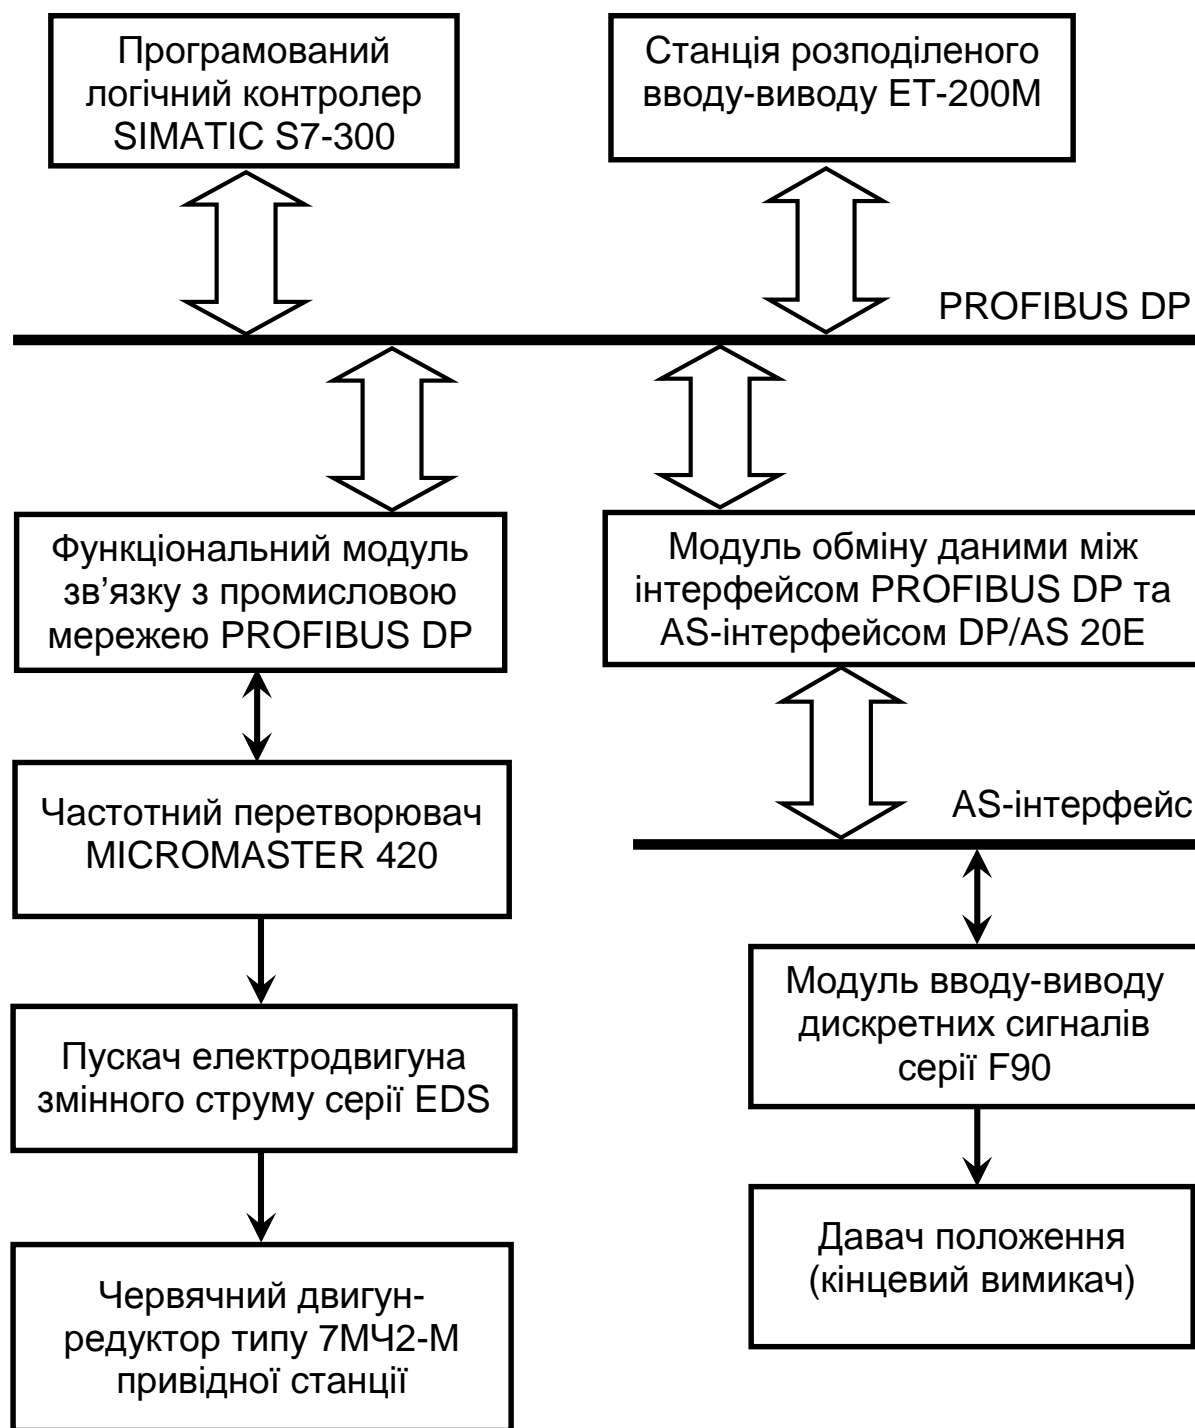 Програмований
логічний контролер
SIMATIC S7-300
Станція розподіленого
вводу-виводу ET-200M
PROFIBUS DP
Функціональний модуль
зв’язку з промисловою
мережею PROFIBUS DP
Модуль обміну даними між
інтерфейсом PROFIBUS DP та
AS-інтерфейсом DP/AS 20E
Частотний перетворювач
MICROMASTER 420
AS-інтерфейс
Пускач електродвигуна
змінного струму серії EDS
Модуль вводу-виводу
дискретних сигналів
серії F90
Червячний двигун-
редуктор типу 7МЧ2-М
привідної станції
Давач положення
(кінцевий вимикач)